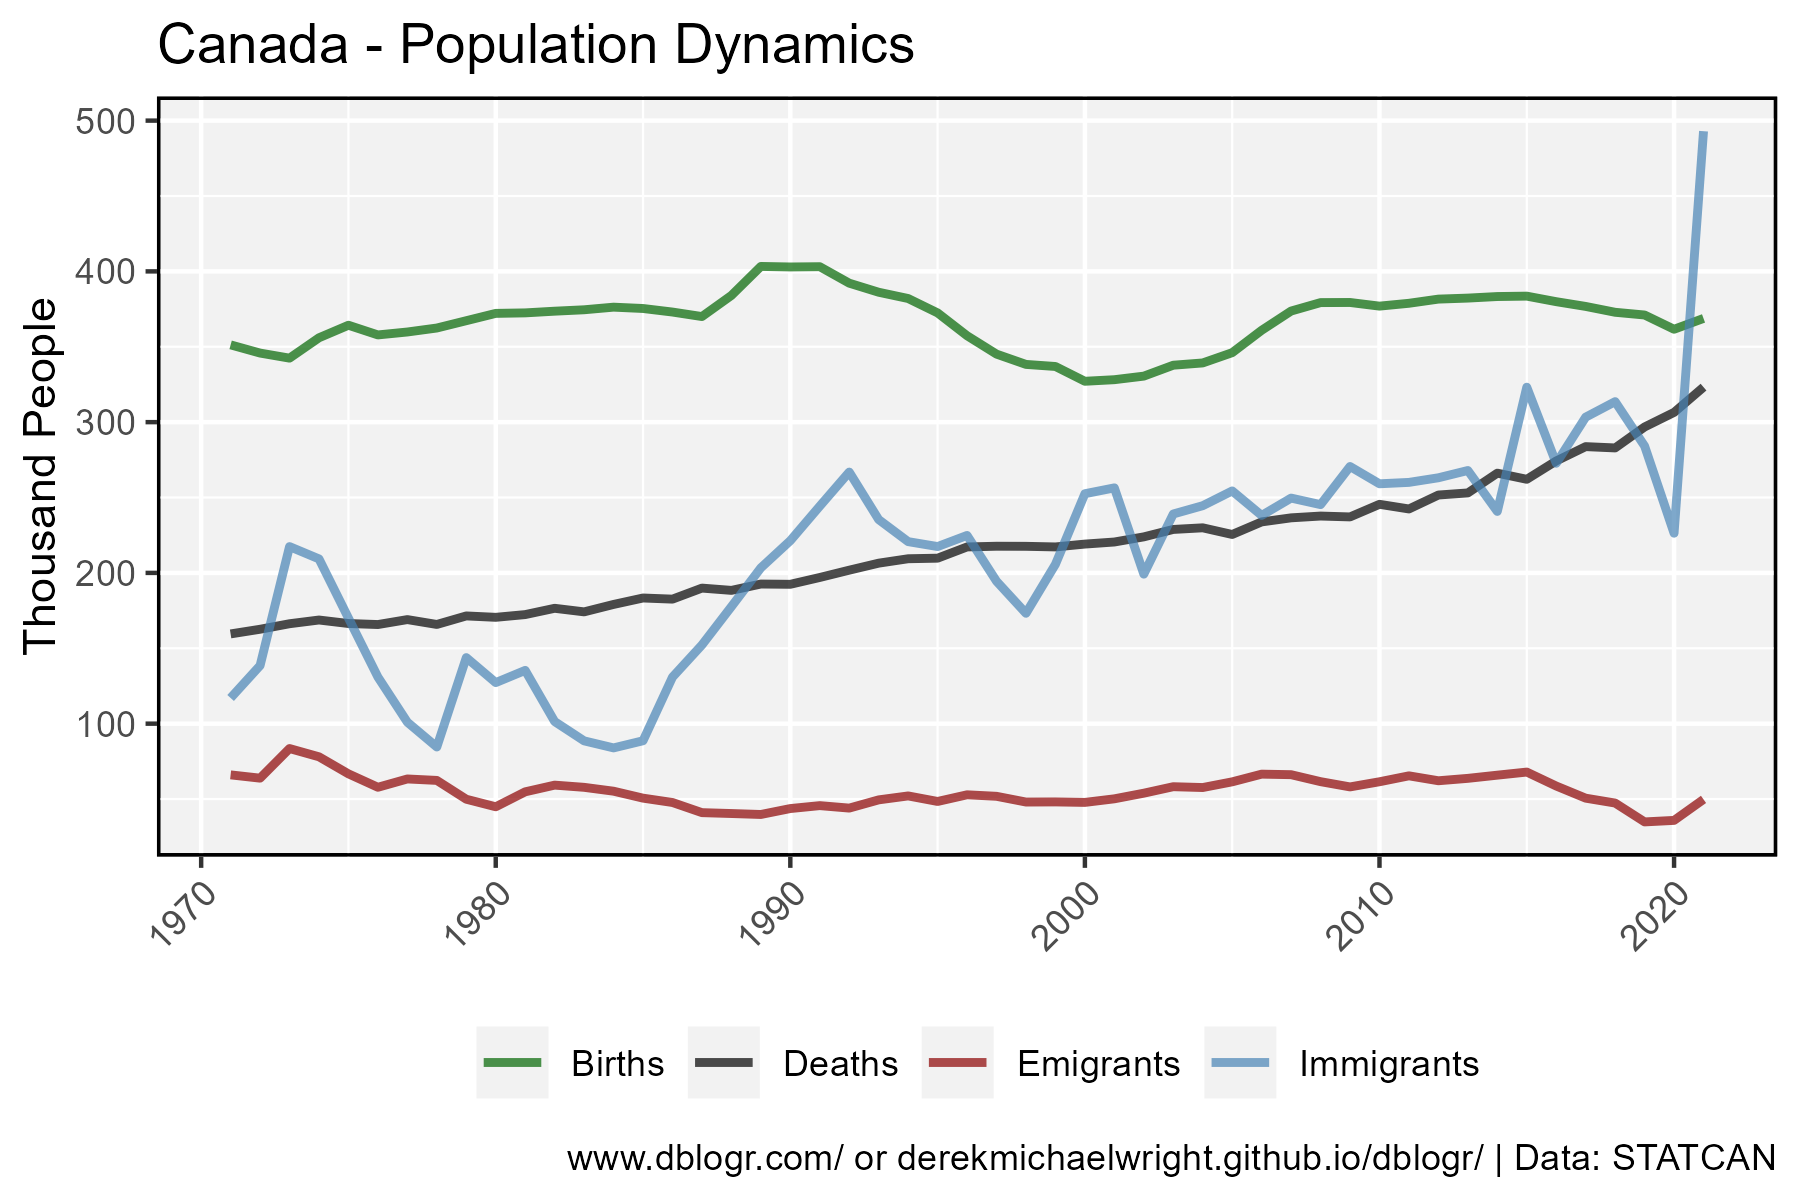 Canada - Population Dynamics
Thousand People
500
400
300
200
100
1970
1980
1990
2000
2010
2020
Births
Deaths
Emigrants
Immigrants
www.dblogr.com/ or derekmichaelwright.github.io/dblogr/ | Data: STATCAN